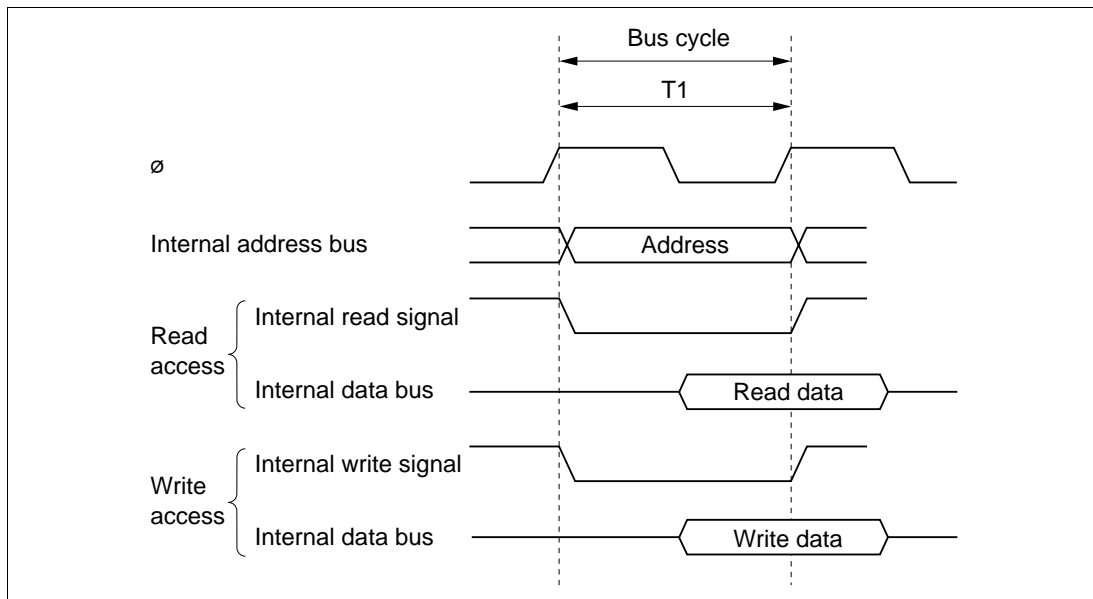 Bus cycle
T1
ø
Internal address bus
Address
Read
access
Internal read signal
Internal data bus
Read data
Write
access
Internal write signal
Internal data bus
Write data